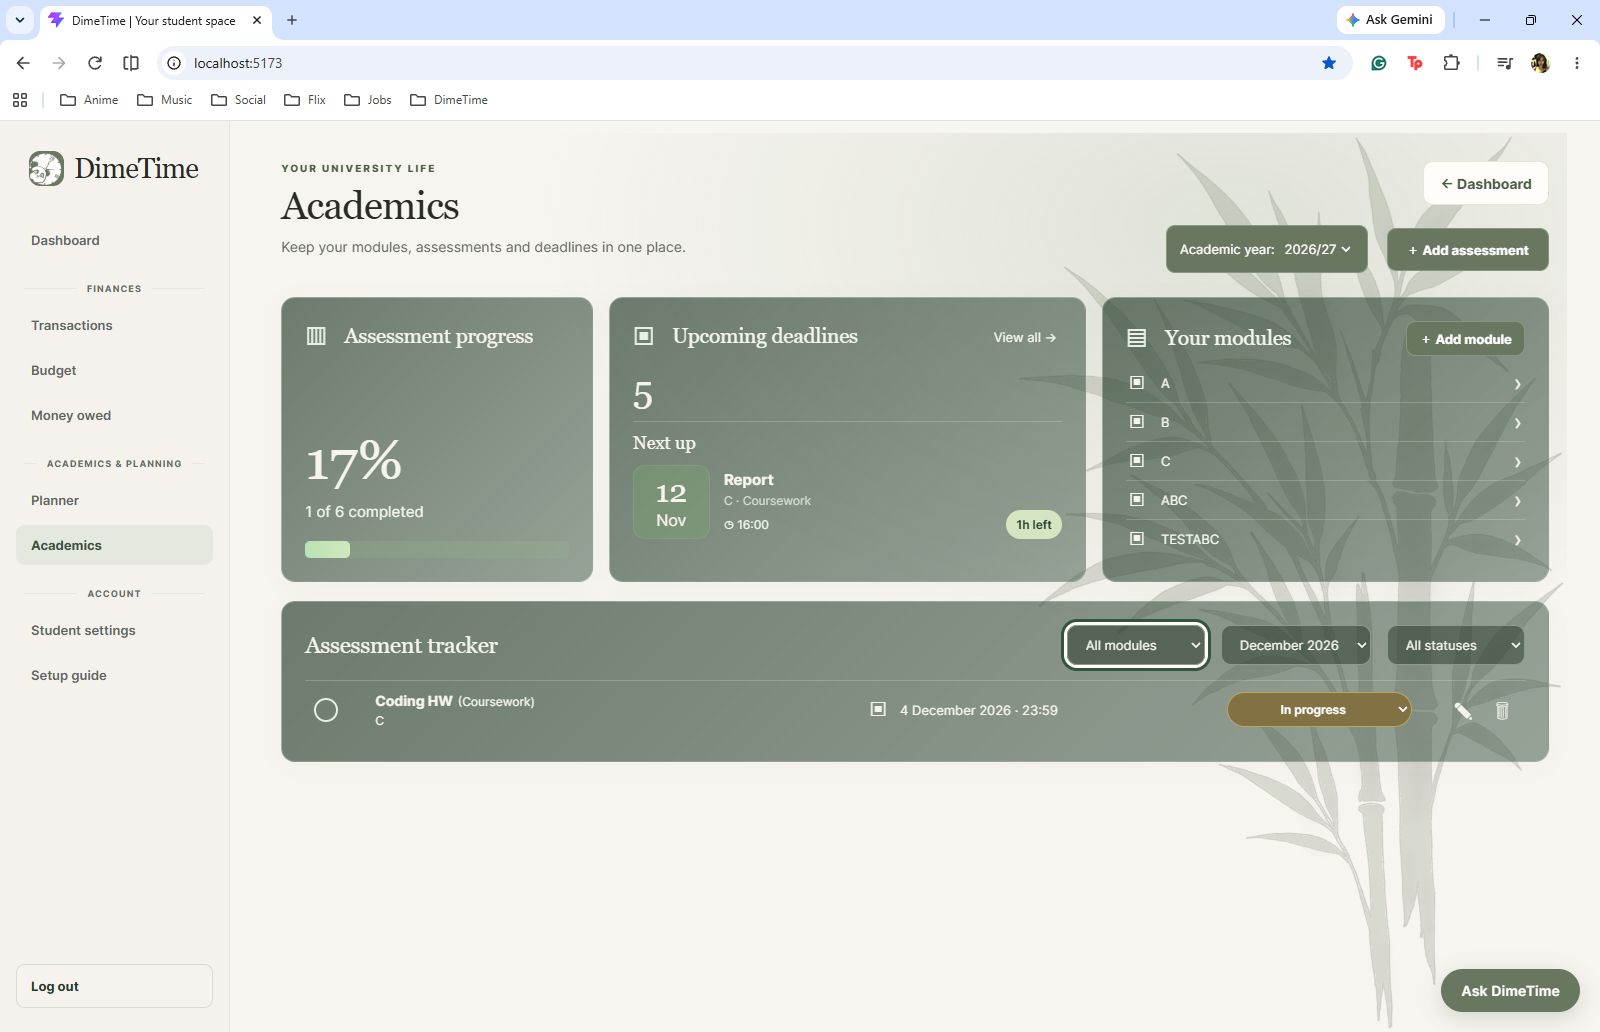 DimeTime | Your student space
Ask Gemini
localhost:5173
Anime
Music
Social
Flix
Jobs
DimeTime
DimeTime
Dashboard
FINANCES
Transactions
Budget
Money owed
ACADEMICS & PLANNING
Planner
Academics
ACCOUNT
Student settings
Setup guide
Log out
YOUR UNIVERSITY LIFE
Academics
Keep your modules, assessments and deadlines in one place.
← Dashboard
Academic year: 2026/27
+ Add assessment
Assessment progress
17%
1 of 6 completed
Upcoming deadlines
View all →
5
Next up
12
Nov
Report
C · Coursework
16:00
1h left
Your modules
+ Add module
A
B
C
ABC
TESTABC
Assessment tracker
All modules
December 2026
All statuses
Coding HW (Coursework)
C
4 December 2026 · 23:59
In progress
Ask DimeTime